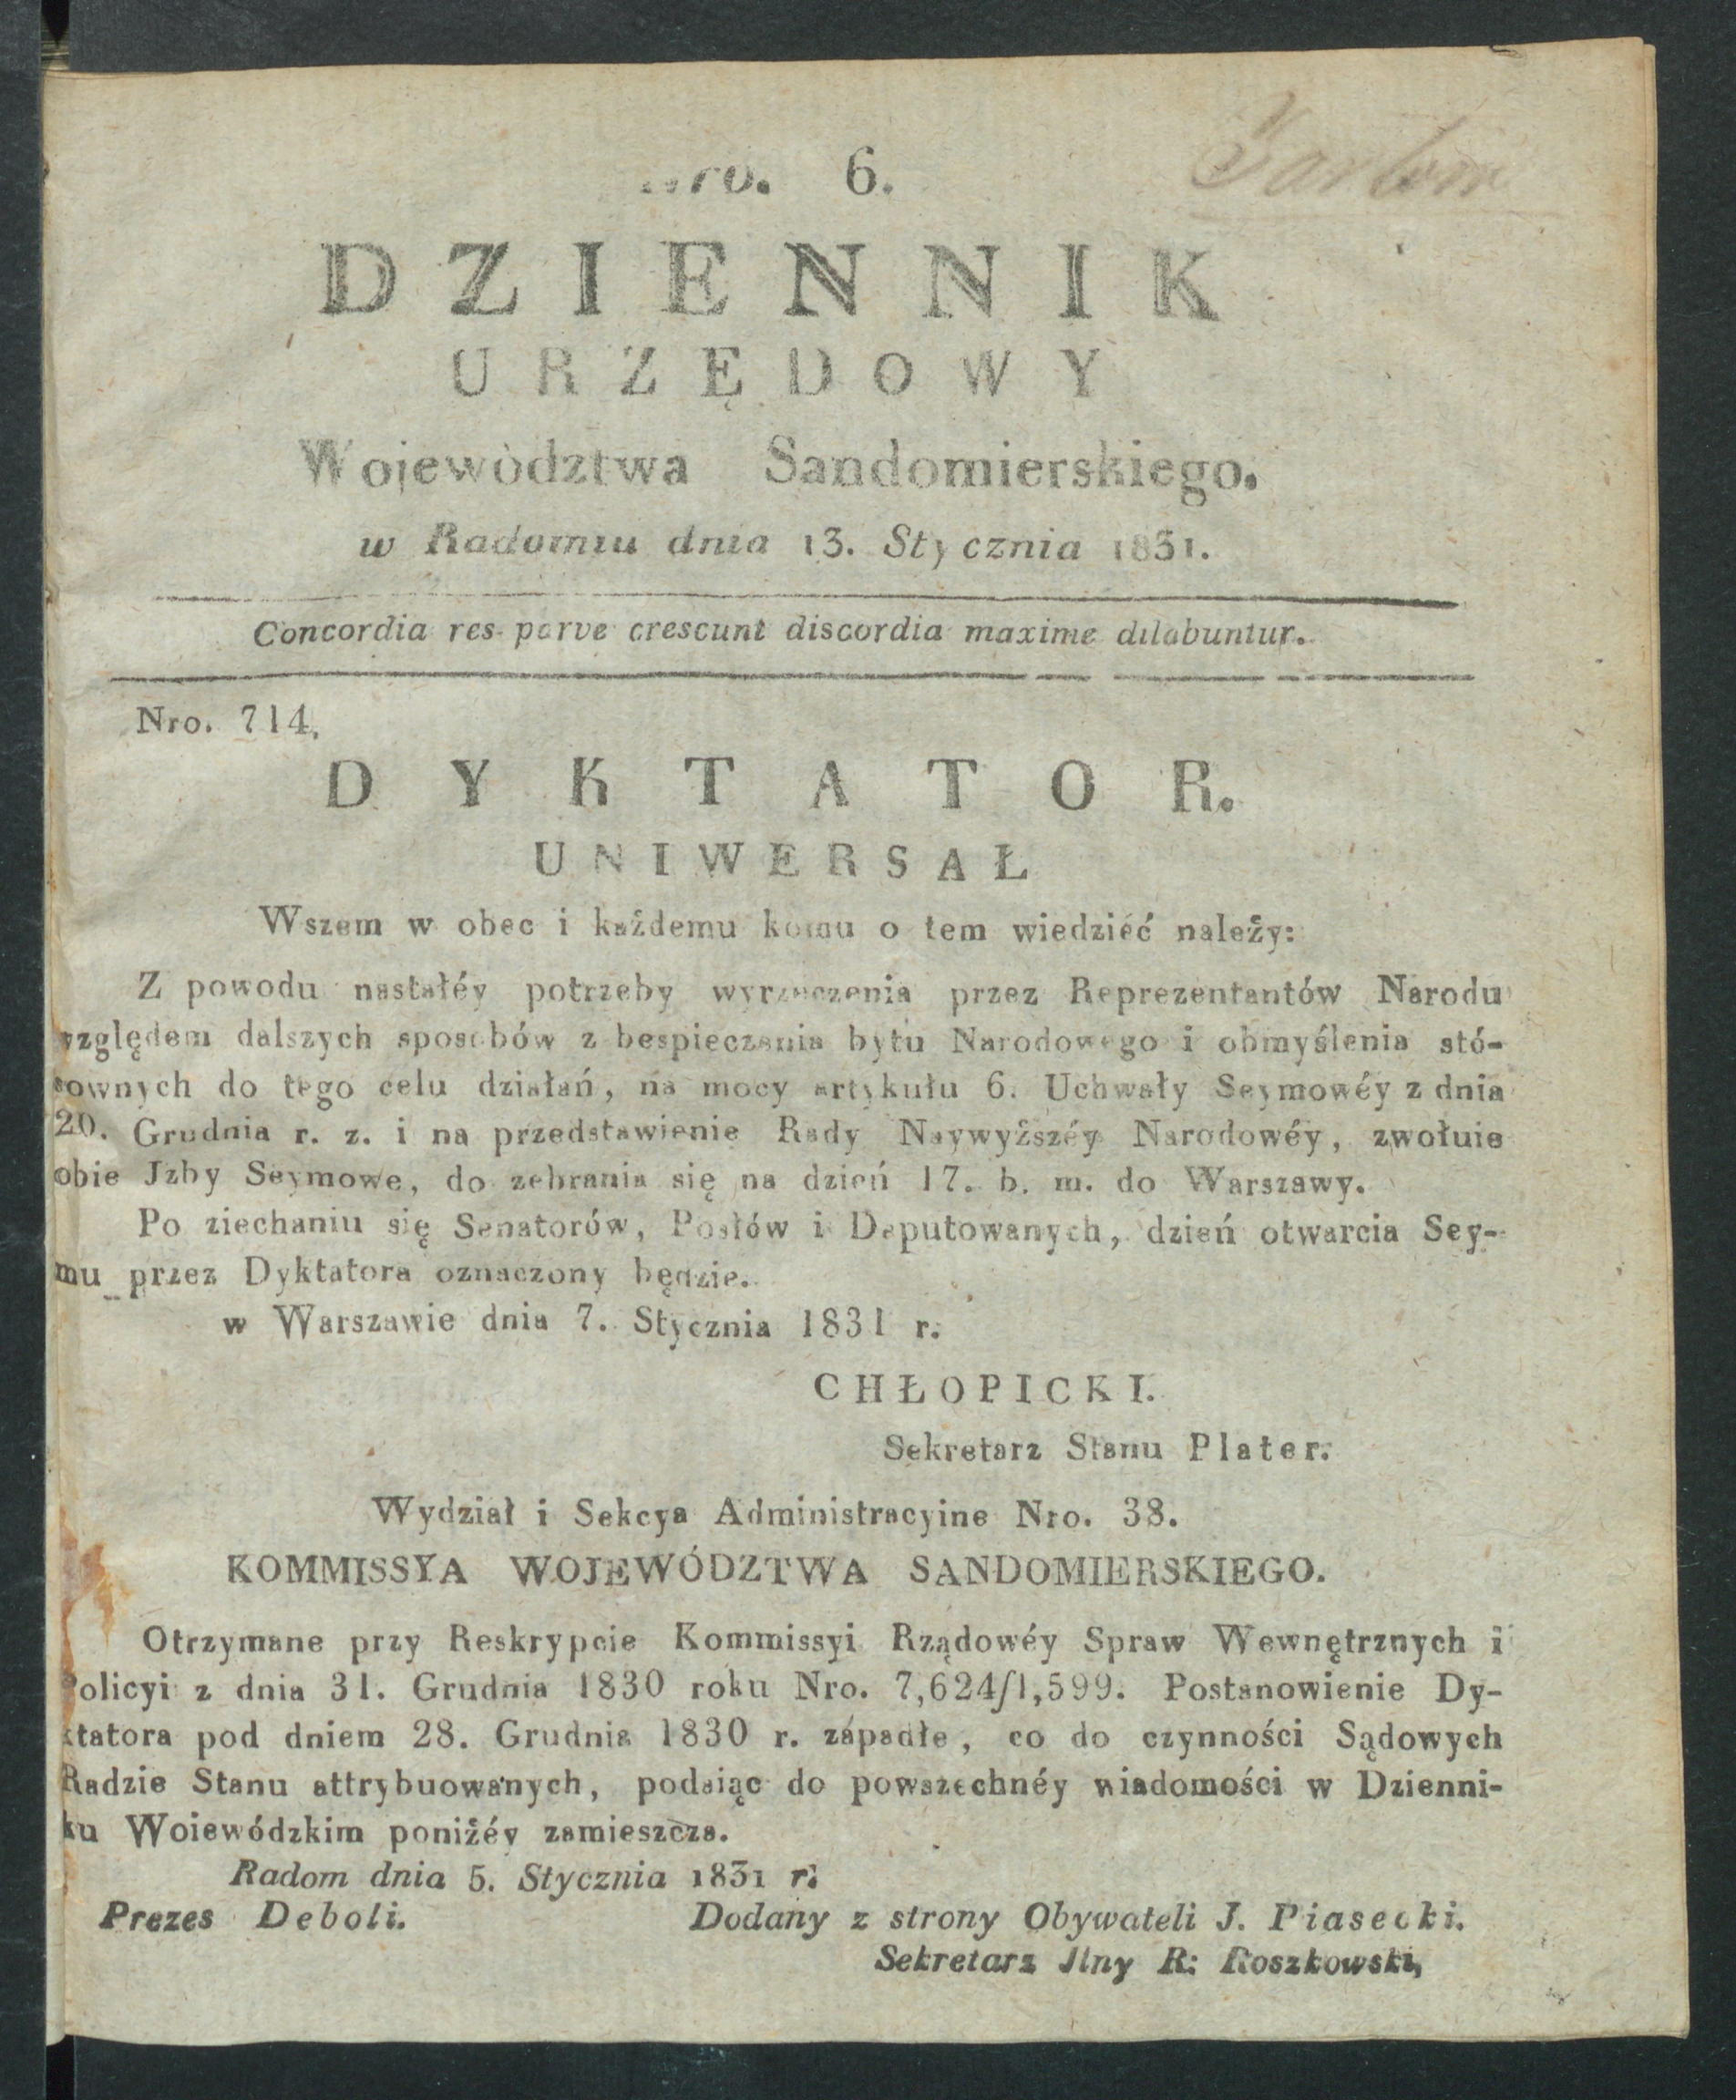 Nro. 6.
DZIENNIK
URZĘDOWY
Województwa Sandomierskiego.
w Radomiu dnia 13. Stycznia 1831.
Concordia res parve crescunt discordia maxime dilabuntur.
Nro. 714.
DYKTATOR.
UNIWERSAŁ
Wszem w obec i każdemu komu o tem wiedziéć należy:
Z powodu nastałéy potrzeby wyrzeczenia przez Reprezentantów Narodu
względem dalszych sposobów z bespieczenia bytu Narodowego i obmyślenia stó-
sownych do tego celu działań, na mocy artykułu 6. Uchwały Seymowéy z dnia
20. Grudnia r. z. i na przedstawienie Rady Naywyższéy Narodowéy, zwołuie
obie Jzby Seymowe, do zebrania się na dzień 17. b. m. do Warszawy.
Po ziechaniu się Senatorów, Posłów i Deputowanych, dzień otwarcia Sey-
mu przez Dyktatora oznaczony będzie.
w Warszawie dnia 7. Stycznia 1831 r.
CHŁOPICKI.
Sekretarz Stanu Plater.
Wydział i Sekcya Administracyine Nro. 38.
KOMMISSYA WOJEWÓDZTWA SANDOMIERSKIEGO.
Otrzymane przy Reskrypcie Kommissyi Rządowéy Spraw Wewnętrznych i
Policyi z dnia 31. Grudnia 1830 roku Nro. 7,624/1,599. Postanowienie Dy-
ktatora pod dniem 28. Grudnia 1830 r. západłe, co do czynności Sądowych
Radzie Stanu attrybuowanych, podaiąc do powszechnéy wiadomości w Dzienni-
ku Woiewódzkim poniżéy zamieszcza.
Radom dnia 5. Stycznia 1831 r.
Prezes Deboli. Dodany z strony Obywateli J. Piasecki.
Sekretarz Jlny R: Roszkowski,